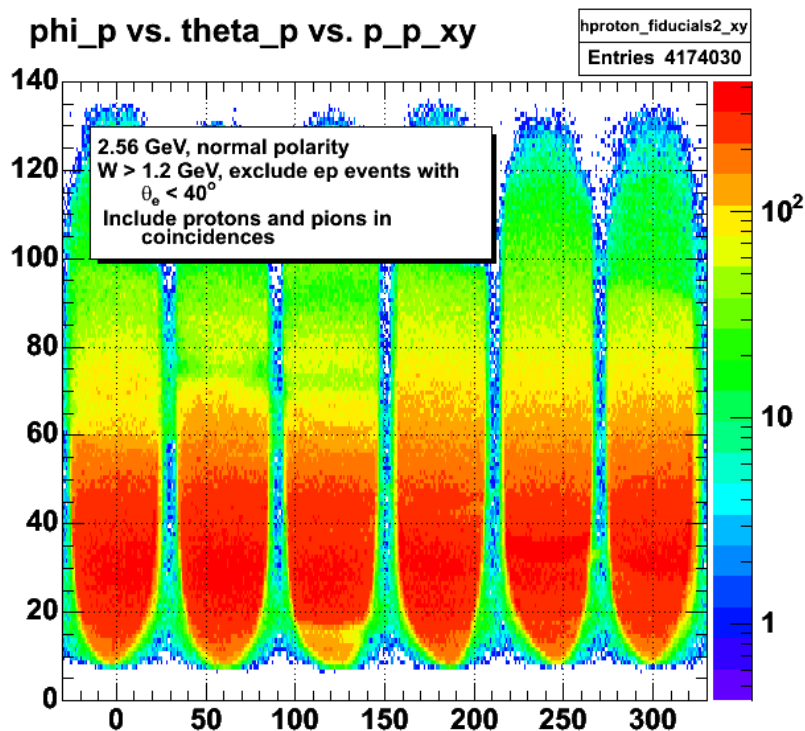 phi_p vs. theta_p vs. p_p_xy
hproton_fiducials2_xy
Entries 4174030
2.56 GeV, normal polarity
W > 1.2 GeV, exclude ep events with
θe < 40°
Include protons and pions in
coincidences
140
120
100
80
60
40
20
0
0 50 100 150 200 250 300
10²
10
1